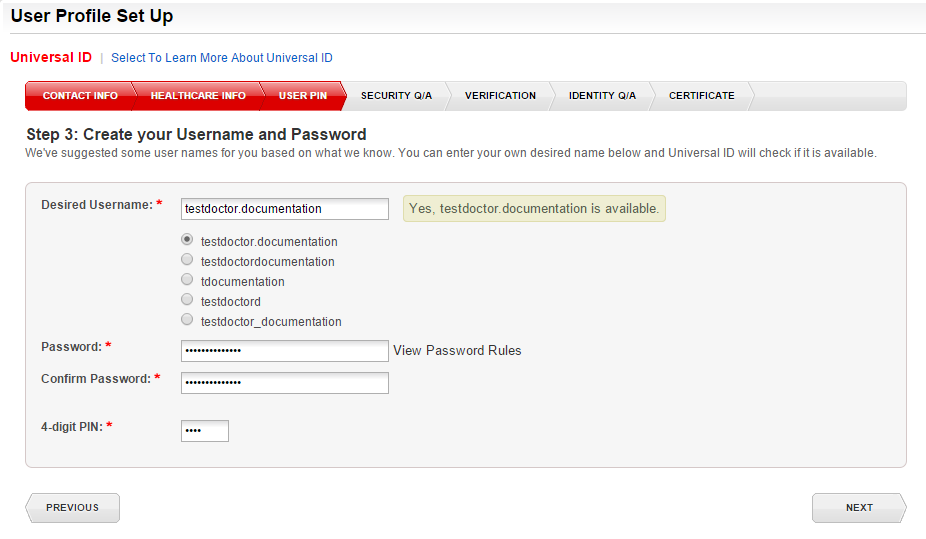 User Profile Set Up
Universal ID | Select To Learn More About Universal ID
CONTACT INFO HEALTHCARE INFO USER PIN SECURITY Q/A VERIFICATION IDENTITY Q/A CERTIFICATE
Step 3: Create your Username and Password
We've suggested some user names for you based on what we know. You can enter your own desired name below and Universal ID will check if it is available.
Desired Username: * testdoctor.documentation Yes, testdoctor.documentation is available.
testdoctor.documentation
testdoctordocumentation
tdocumentation
testdoctord
testdoctor_documentation
Password: * •••••••••••••• View Password Rules
Confirm Password: * ••••••••••••••
4-digit PIN: * ••••
PREVIOUS NEXT